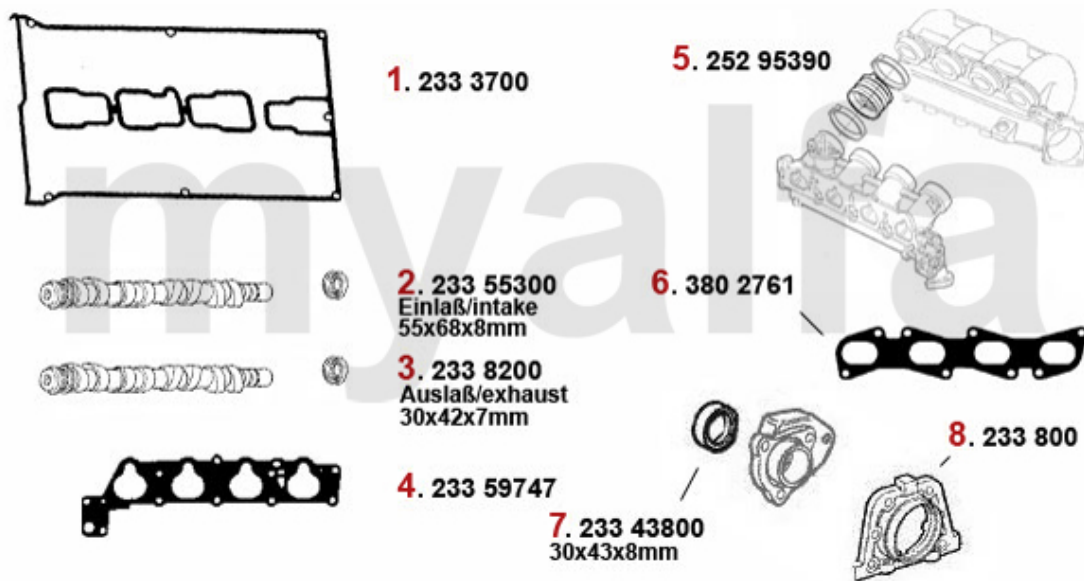 1. 233 3700
5. 252 95390
myalfa
2. 233 55300
Einlaß/intake
55x68x8mm
6. 380 2761
3. 233 8200
Auslaß/exhaust
30x42x7mm
4. 233 59747
7. 233 43800
30x43x8mm
8. 233 800